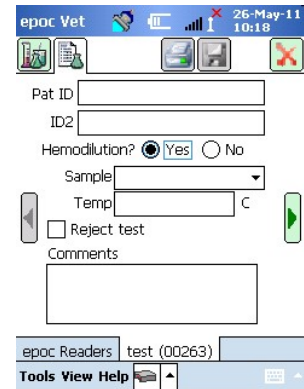 epoc Vet 26-May-11
10:18
Pat ID
ID2
Hemodilution? Yes No
Sample
Temp C
Reject test
Comments
epoc Readers test (00263)
Tools View Help